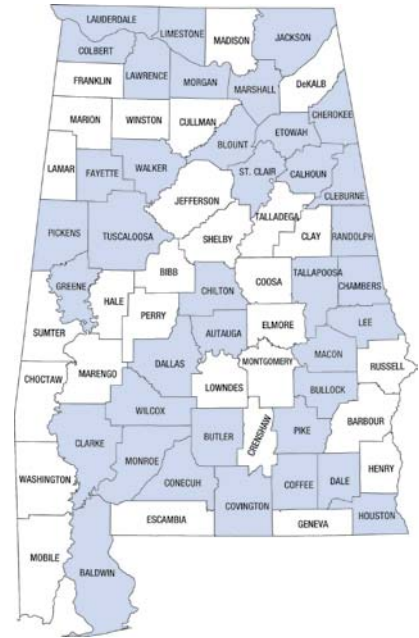 LAUDERDALE
LIMESTONE
MADISON
JACKSON
COLBERT
LAWRENCE
MORGAN
MARSHALL
DeKALB
FRANKLIN
CHEROKEE
MARION
WINSTON
CULLMAN
BLOUNT
ETOWAH
LAMAR
FAYETTE
WALKER
ST. CLAIR
CALHOUN
CLEBURNE
JEFFERSON
TALLADEGA
PICKENS
TUSCALOOSA
SHELBY
CLAY
RANDOLPH
BIBB
GREENE
HALE
CHILTON
COOSA
TALLAPOOSA
CHAMBERS
PERRY
SUMTER
AUTAUGA
ELMORE
LEE
MACON
CHOCTAW
MARENGO
DALLAS
MONTGOMERY
RUSSELL
LOWNDES
BULLOCK
WILCOX
BARBOUR
CLARKE
BUTLER
CRENSHAW
PIKE
MONROE
WASHINGTON
CONECUH
COFFEE
DALE
HENRY
COVINGTON
ESCAMBIA
GENEVA
HOUSTON
MOBILE
BALDWIN